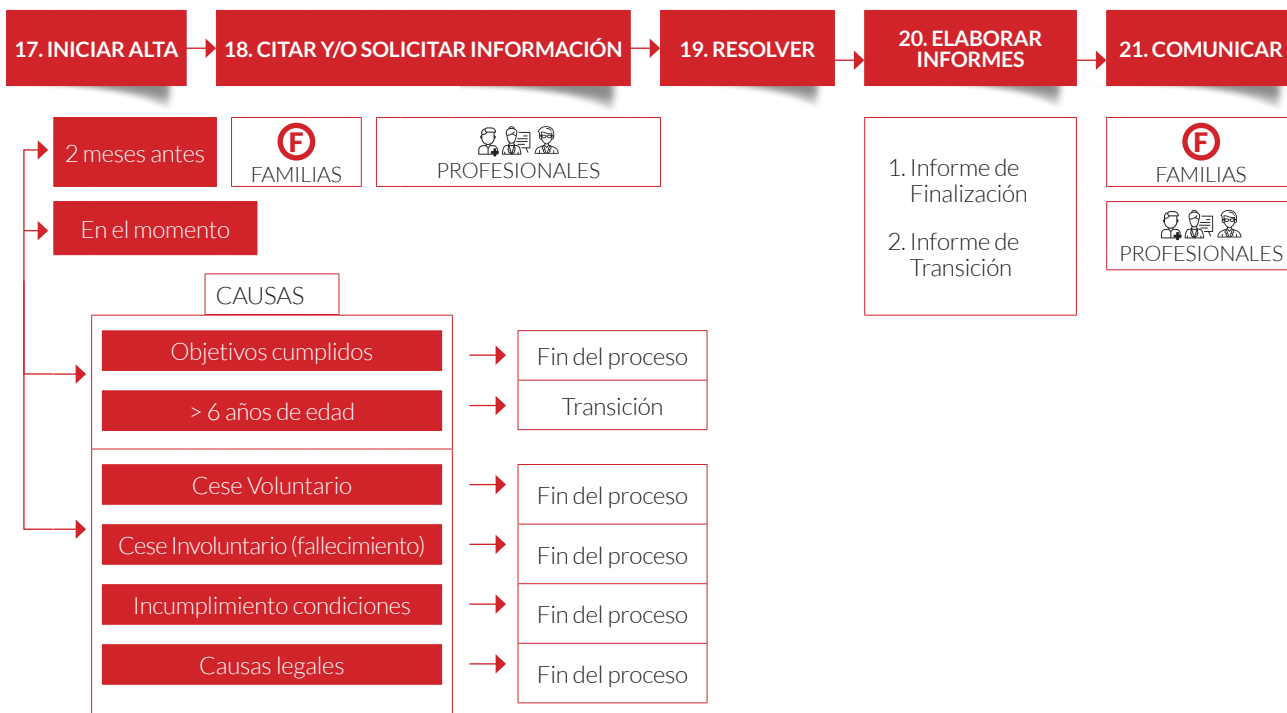 17. INICIAR ALTA
18. CITAR Y/O SOLICITAR INFORMACIÓN
19. RESOLVER
20. ELABORAR
INFORMES
21. COMUNICAR
2 meses antes
F
FAMILIAS
PROFESIONALES
En el momento
CAUSAS
Objetivos cumplidos
Fin del proceso
> 6 años de edad
Transición
Cese Voluntario
Fin del proceso
Cese Involuntario (fallecimiento)
Fin del proceso
Incumplimiento condiciones
Fin del proceso
Causas legales
Fin del proceso
1. Informe de
Finalización
2. Informe de
Transición
F
FAMILIAS
PROFESIONALES